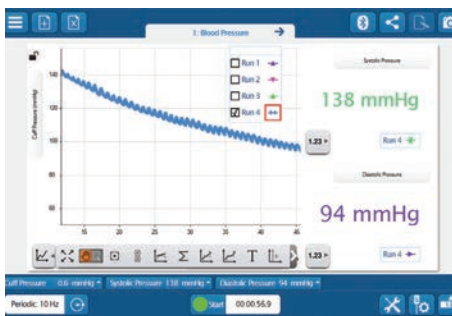 1: Blood Pressure
Run 1
Run 2
Run 3
Run 4
Cuff Pressure (mmHg)
140
120
100
80
60
15
20
25
30
35
40
45
Systolic Pressure
138 mmHg
1.23
Run 4
Diastolic Pressure
94 mmHg
1.23
Run 4
Cuff Pressure 0.6 mmHg
Systolic Pressure 138 mmHg
Diastolic Pressure 94 mmHg
Periodic: 10 Hz
Start
00:00:56.9